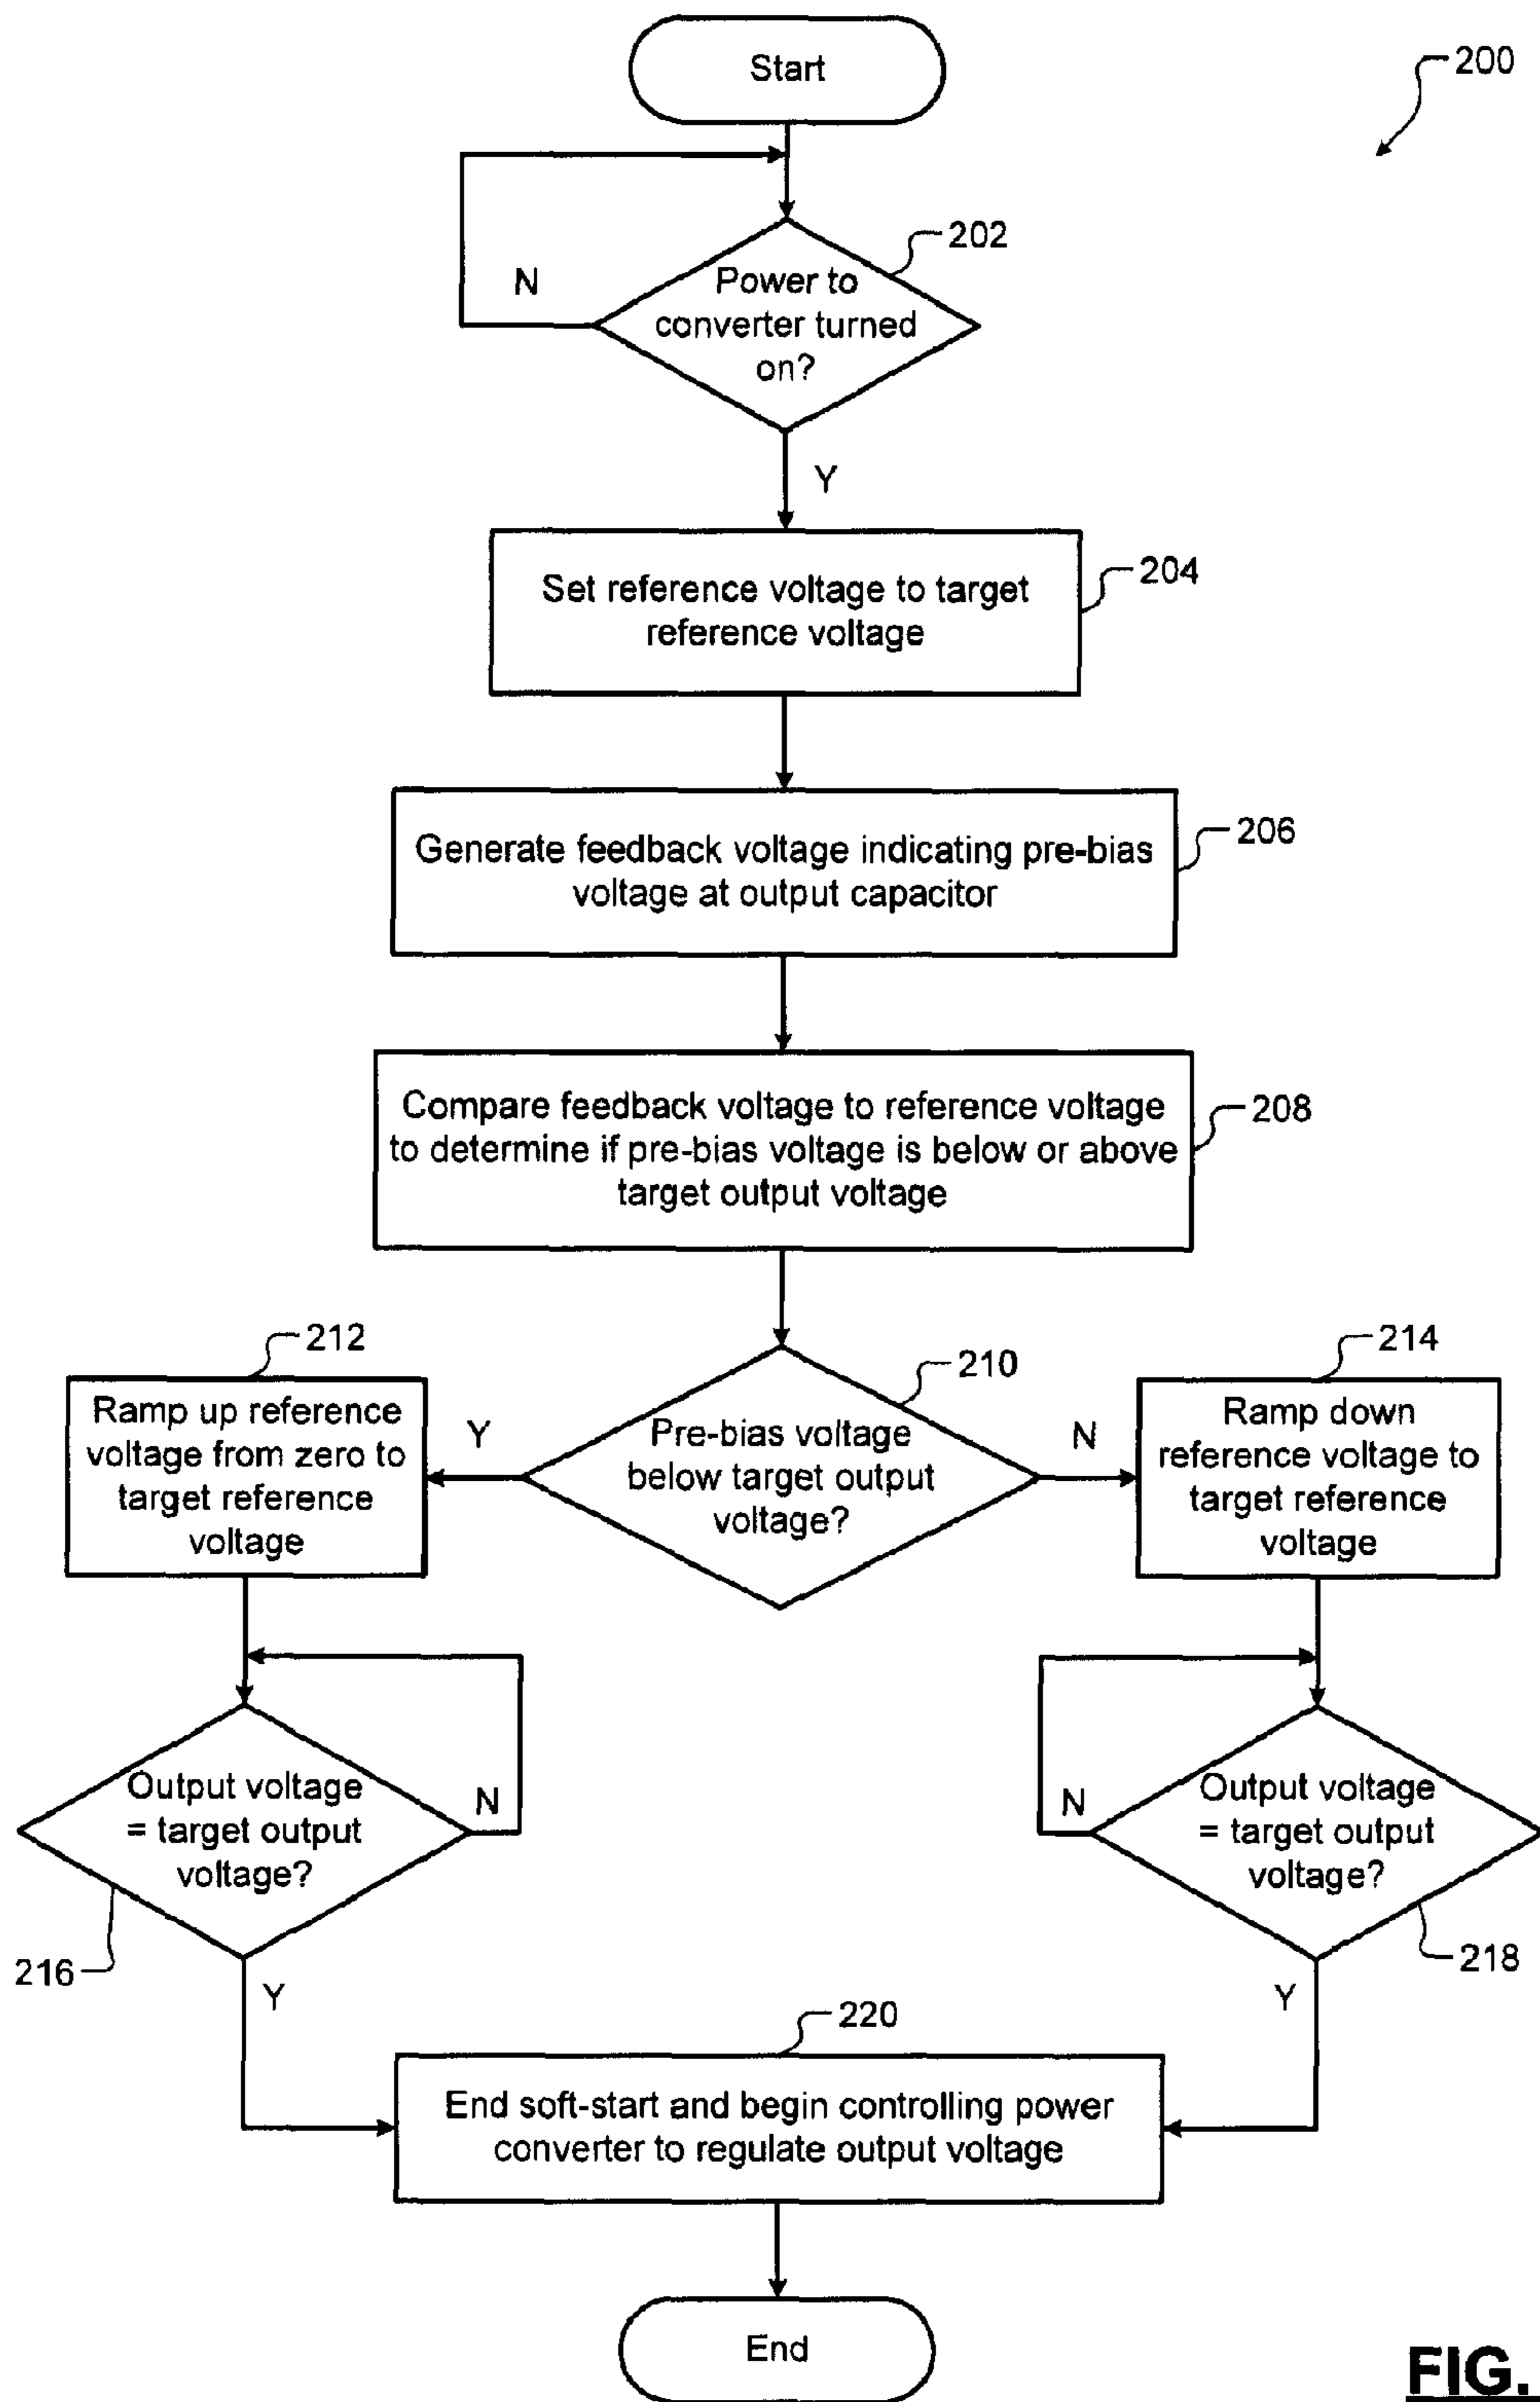 Start
200
202
Power to
converter turned
on?
N
Y
Set reference voltage to target
reference voltage
204
Generate feedback voltage indicating pre-bias
voltage at output capacitor
206
Compare feedback voltage to reference voltage
to determine if pre-bias voltage is below or above
target output voltage
208
212
Ramp up reference
voltage from zero to
target reference
voltage
Y
210
Pre-bias voltage
below target output
voltage?
N
214
Ramp down
reference voltage to
target reference
voltage
Output voltage
= target output
voltage?
N
216
Y
N
Output voltage
= target output
voltage?
218
Y
220
End soft-start and begin controlling power
converter to regulate output voltage
End
FIG.